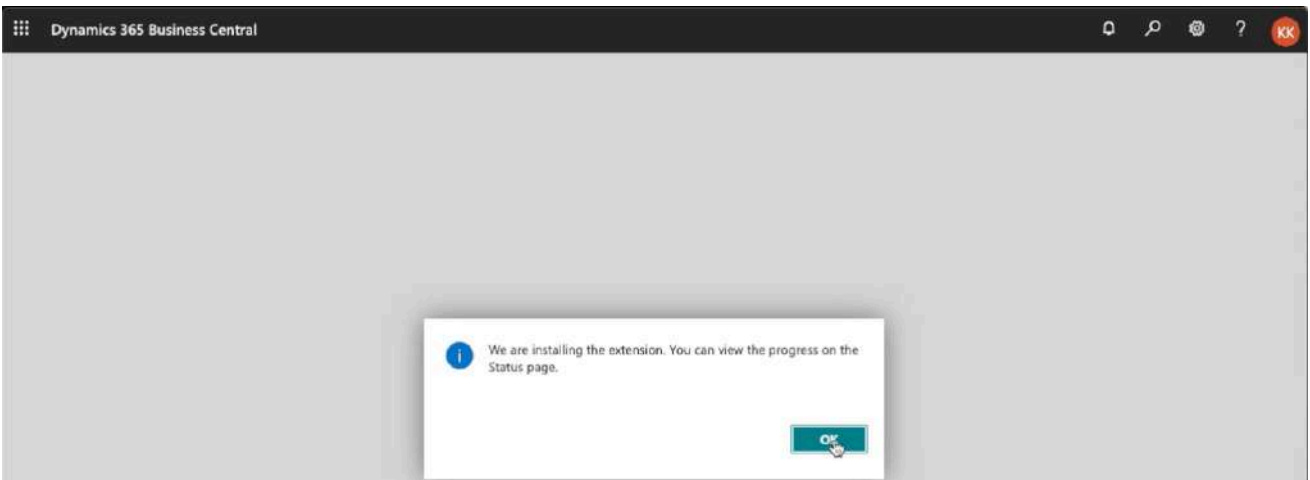 Dynamics 365 Business Central
?
KK
i
We are installing the extension. You can view the progress on the
Status page.
OK